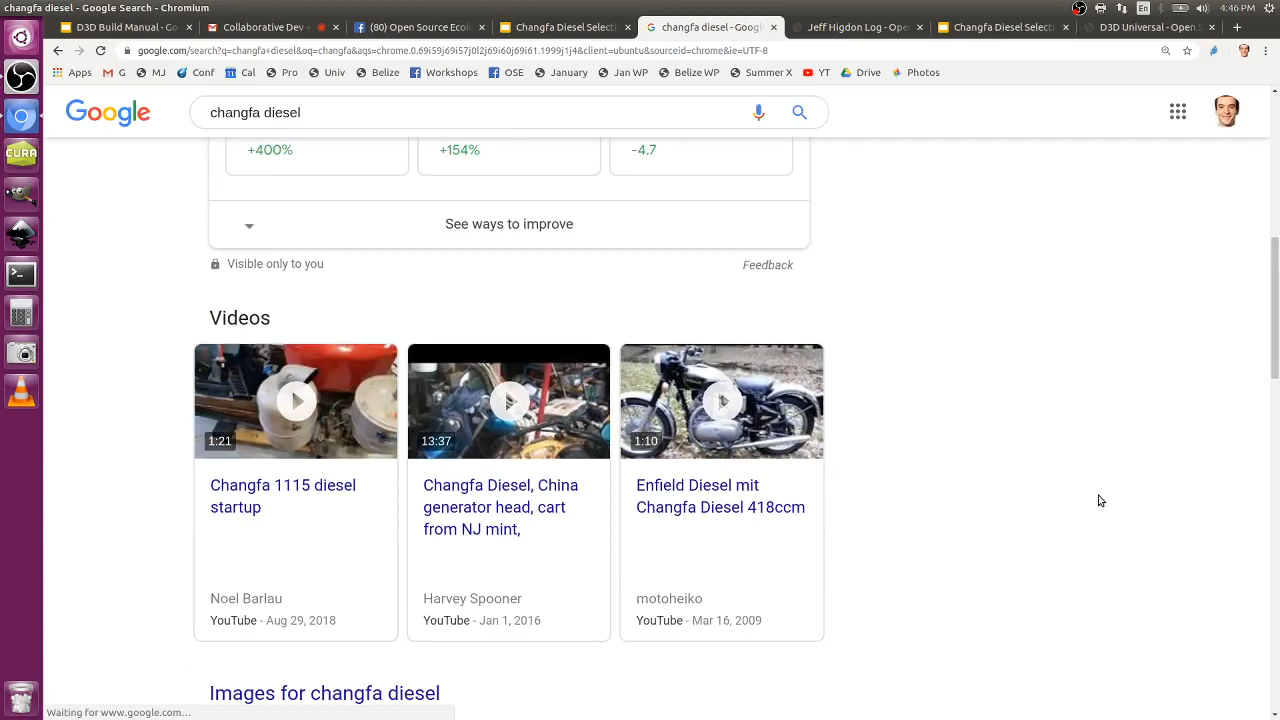 changfa diesel - Google Search - Chromium
En
4:46 PM
D3D Build Manual - Go
Collaborative Dev -
(80) Open Source Ecol
Changfa Diesel Selecti
changfa diesel - Googl
Jeff Higdon Log - Open
Changfa Diesel Selecti
D3D Universal - Open S
google.com/search?q=changfa+diesel&oq=changfa&aqs=chrome.0.69i59j69i57j0l2j69i60j69i61.1999j1j4&client=ubuntu&sourceid=chrome&ie=UTF-8
Apps
G
MJ
Conf
Cal
Pro
Univ
Belize
Workshops
OSE
January
Jan WP
Belize WP
Summer X
YT
Drive
Photos
Google
changfa diesel
CURA
+400%
+154%
-4.7
See ways to improve
Visible only to you
Feedback
Videos
1:21
13:37
1:10
Changfa 1115 diesel
startup
Changfa Diesel, China
generator head, cart
from NJ mint,
Enfield Diesel mit
Changfa Diesel 418ccm
Noel Barlau
YouTube - Aug 29, 2018
Harvey Spooner
YouTube - Jan 1, 2016
motoheiko
YouTube - Mar 16, 2009
Images for changfa diesel
Waiting for www.google.com...